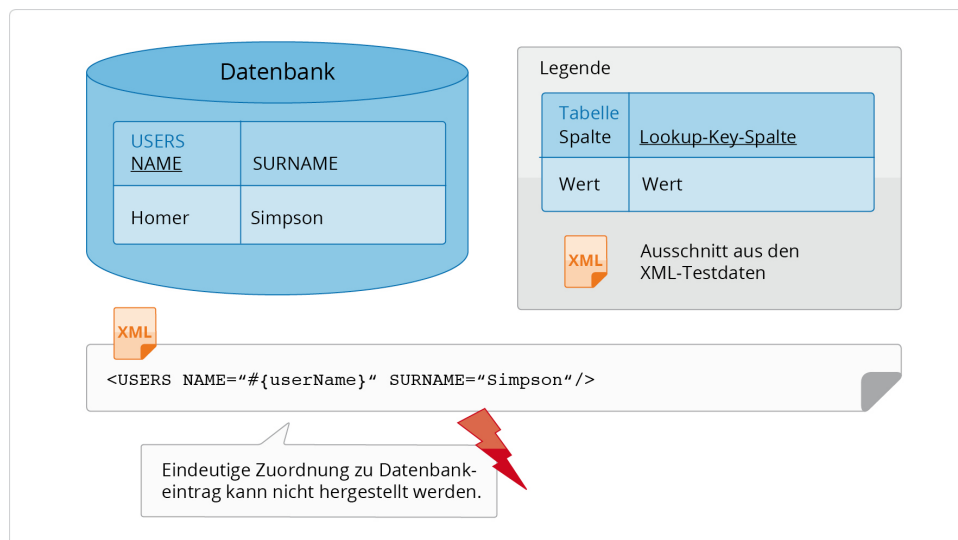 Datenbank
USERS
NAME
SURNAME
Homer
Simpson
Legende
Tabelle
Spalte
Lookup-Key-Spalte
Wert
Wert
XML
Ausschnitt aus den
XML-Testdaten
XML
<USERS NAME=“#{userName}“ SURNAME=“Simpson“/>
Eindeutige Zuordnung zu Datenbank-
eintrag kann nicht hergestellt werden.